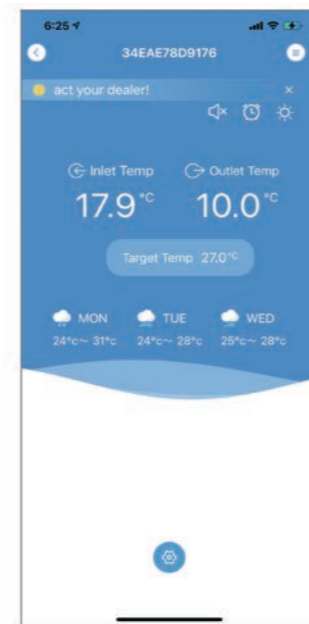 6:25
34EAE78D9176
act your dealer! ×
Inlet Temp Outlet Temp
17.9°C 10.0°C
Target Temp 27.0°C
MON TUE WED
24°c～31°c 24°c～28°c 25°c～28°c